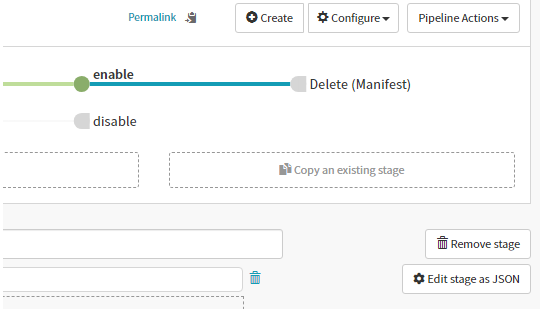 Permalink
Create
Configure
Pipeline Actions
enable
Delete (Manifest)
disable
Copy an existing stage
Remove stage
Edit stage as JSON